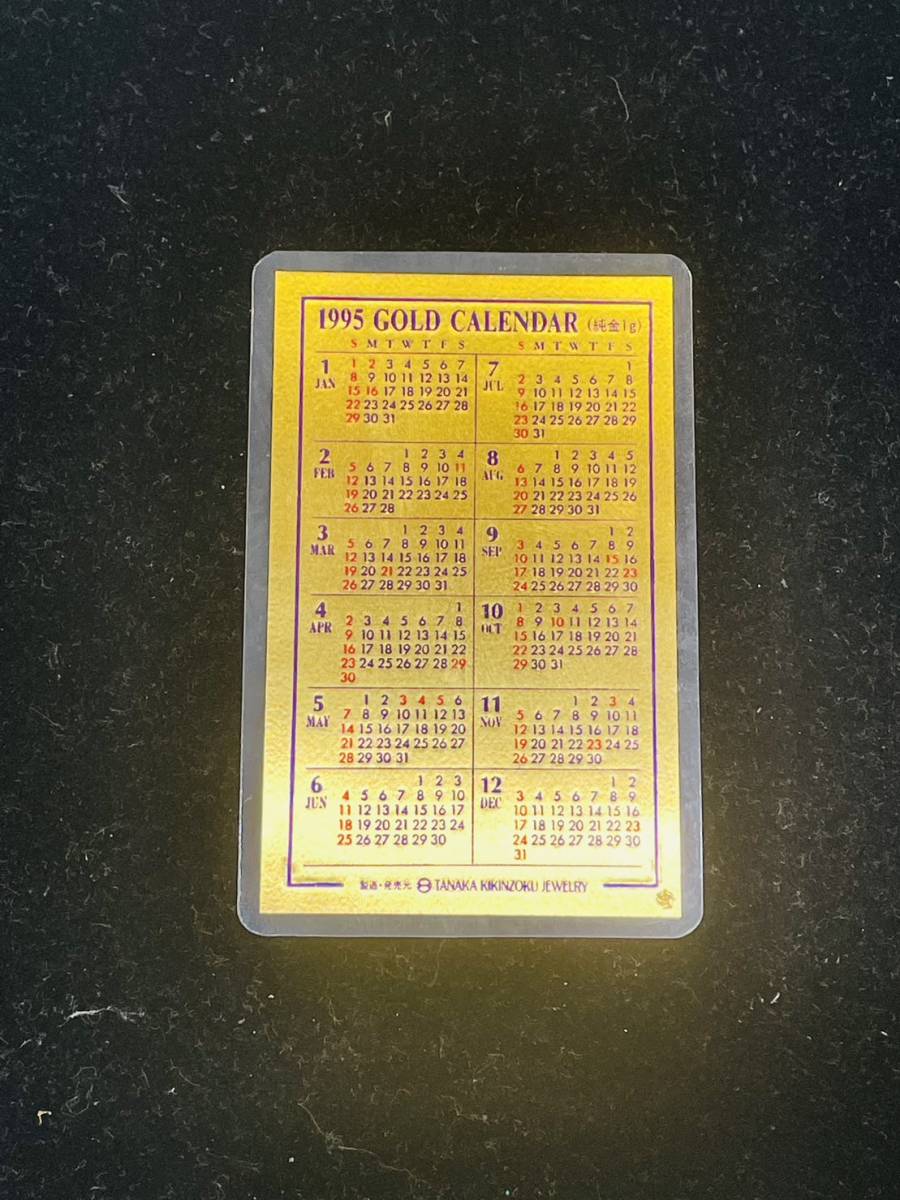 1995 GOLD CALENDAR (純金1g)
S M T W T F S
S M T W T F S
1
JAN
1 2 3 4 5 6 7
8 9 10 11 12 13 14
15 16 17 18 19 20 21
22 23 24 25 26 27 28
29 30 31
2
FEB
1 2 3 4
5 6 7 8 9 10 11
12 13 14 15 16 17 18
19 20 21 22 23 24 25
26 27 28
3
MAR
1 2 3 4
5 6 7 8 9 10 11
12 13 14 15 16 17 18
19 20 21 22 23 24 25
26 27 28 29 30 31
4
APR
1
2 3 4 5 6 7 8
9 10 11 12 13 14 15
16 17 18 19 20 21 22
23 24 25 26 27 28 29
30
5
MAY
1 2 3 4 5 6
7 8 9 10 11 12 13
14 15 16 17 18 19 20
21 22 23 24 25 26 27
28 29 30 31
6
JUN
1 2 3
4 5 6 7 8 9 10
11 12 13 14 15 16 17
18 19 20 21 22 23 24
25 26 27 28 29 30
7
JUL
1
2 3 4 5 6 7 8
9 10 11 12 13 14 15
16 17 18 19 20 21 22
23 24 25 26 27 28 29
30 31
8
AUG
1 2 3 4 5
6 7 8 9 10 11 12
13 14 15 16 17 18 19
20 21 22 23 24 25 26
27 28 29 30 31
9
SEP
1 2
3 4 5 6 7 8 9
10 11 12 13 14 15 16
17 18 19 20 21 22 23
24 25 26 27 28 29 30
10
OCT
1 2 3 4 5 6 7
8 9 10 11 12 13 14
15 16 17 18 19 20 21
22 23 24 25 26 27 28
29 30 31
11
NOV
1 2 3 4
5 6 7 8 9 10 11
12 13 14 15 16 17 18
19 20 21 22 23 24 25
26 27 28 29 30
12
DEC
1 2
3 4 5 6 7 8 9
10 11 12 13 14 15 16
17 18 19 20 21 22 23
24 25 26 27 28 29 30
31
製造・発売元 TANAKA KIKINZOKU JEWELRY